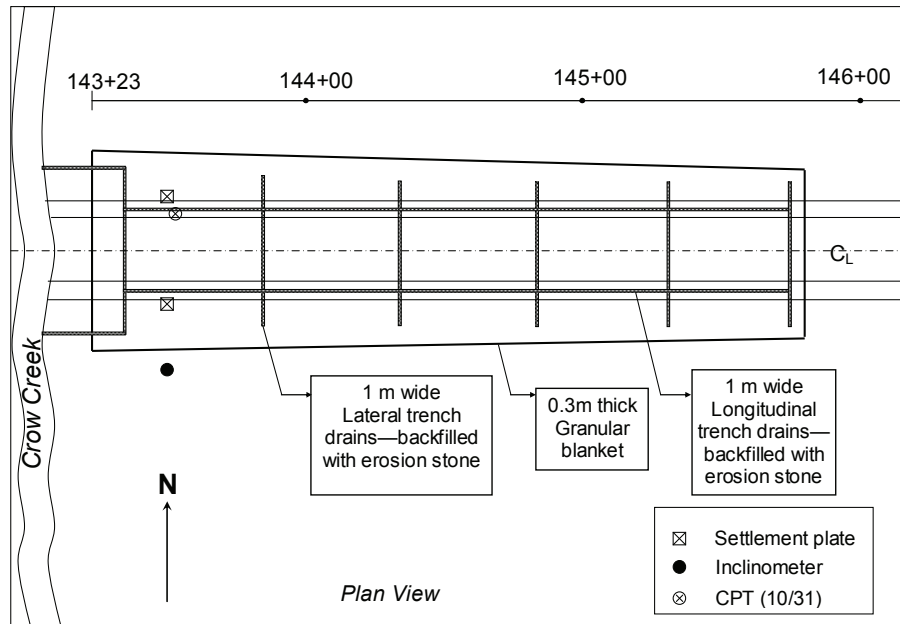 143+23
144+00
145+00
146+00
CL
Crow Creek
1 m wide
Lateral trench
drains—backfilled
with erosion stone
0.3m thick
Granular
blanket
1 m wide
Longitudinal
trench drains—
backfilled with
erosion stone
N
Plan View
Settlement plate
Inclinometer
CPT (10/31)